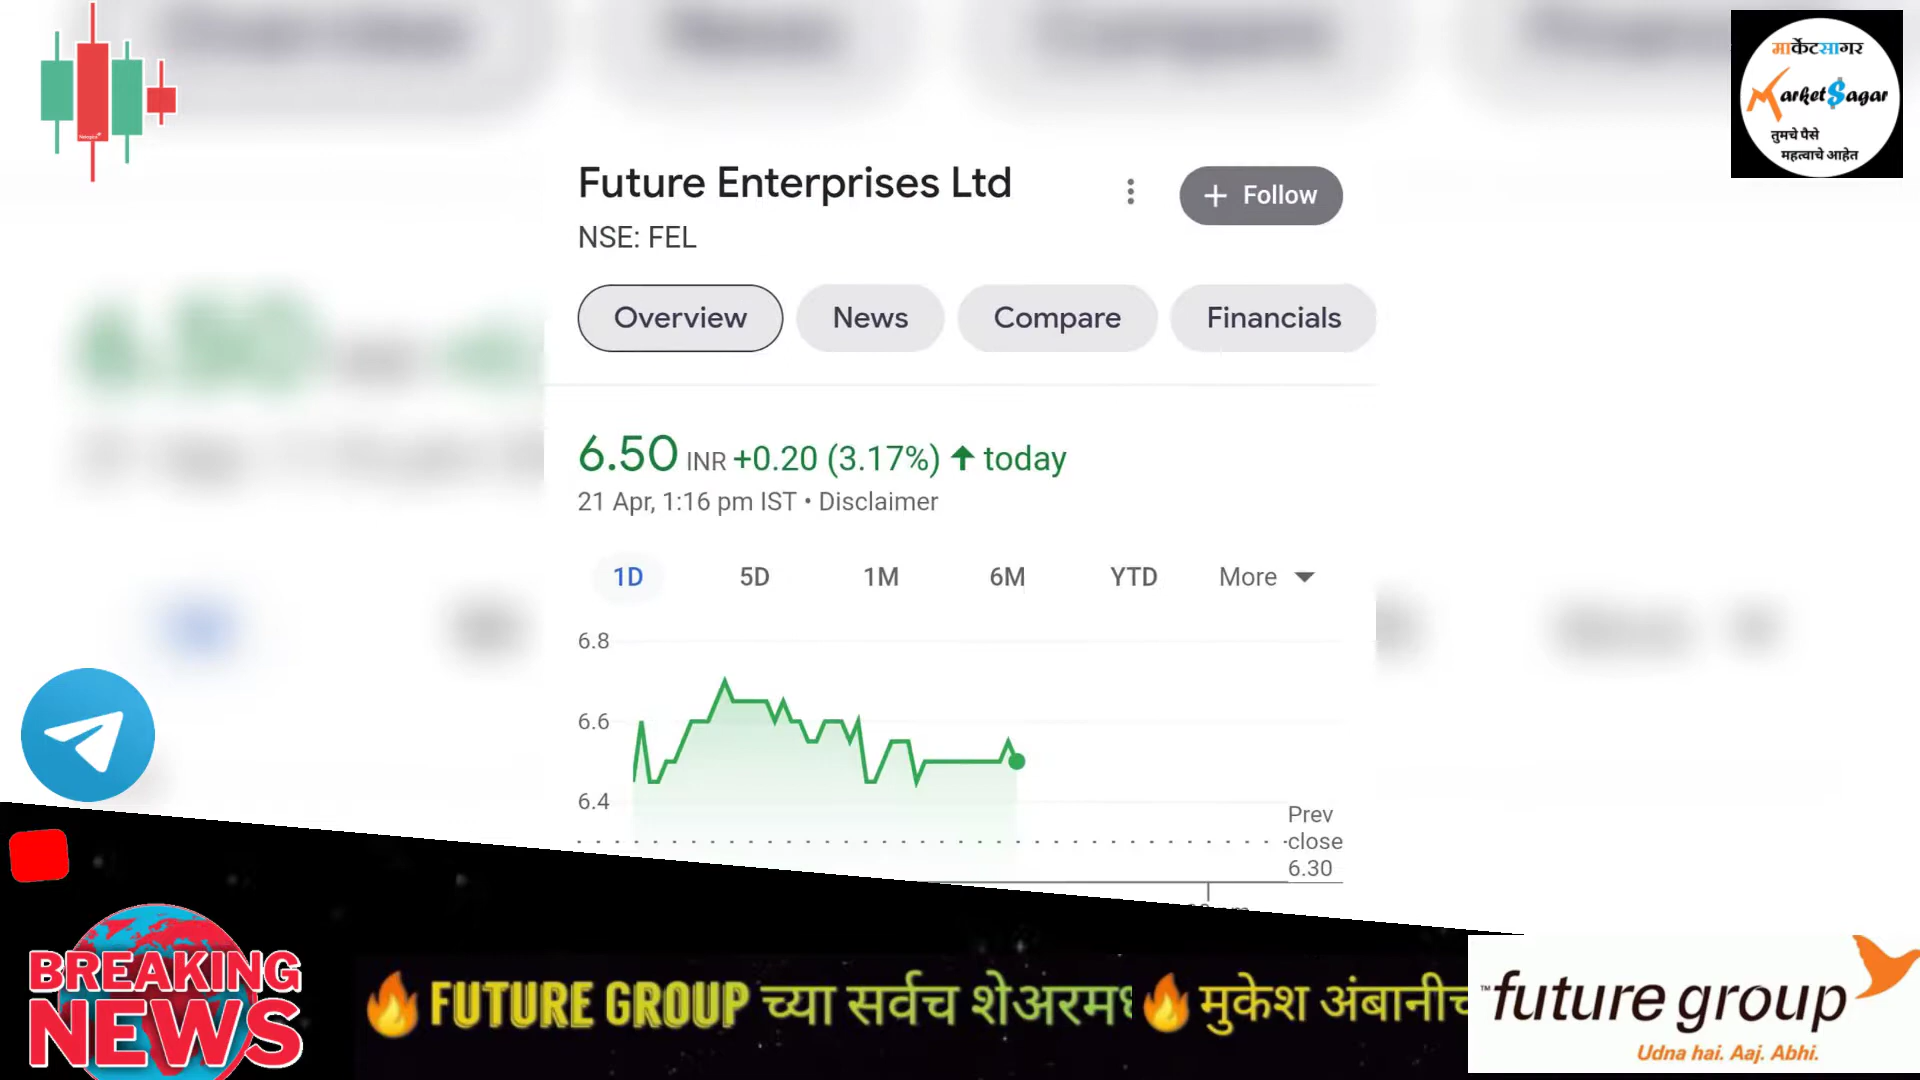 मार्केटसागर
MarketSagar
तुमचे पैसे
महत्वाचे आहेत
Future Enterprises Ltd
+ Follow
NSE: FEL
Overview
News
Compare
Financials
6.50 INR +0.20 (3.17%) ↑ today
21 Apr, 1:16 pm IST • Disclaimer
1D
5D
1M
6M
YTD
More
6.8
6.6
6.4
Prev
close
6.30
BREAKING
NEWS
🔥 FUTURE GROUP च्या सर्वच
🔥 मुकेश
™future group
Udna hai. Aaj. Abhi.